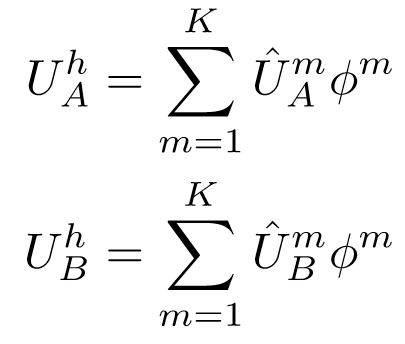 U_A^h = \sum_{m=1}^{K} \hat{U}_A^m \phi^m
U_B^h = \sum_{m=1}^{K} \hat{U}_B^m \phi^m